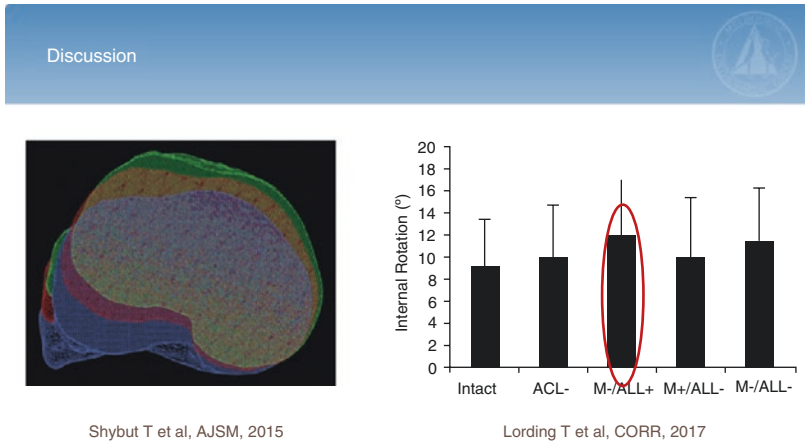 Discussion
Internal Rotation (°)
20
18
16
14
12
10
8
6
4
2
0
Intact ACL- M-/ALL+ M+/ALL- M-/ALL-
Shybut T et al, AJSM, 2015
Lording T et al, CORR, 2017